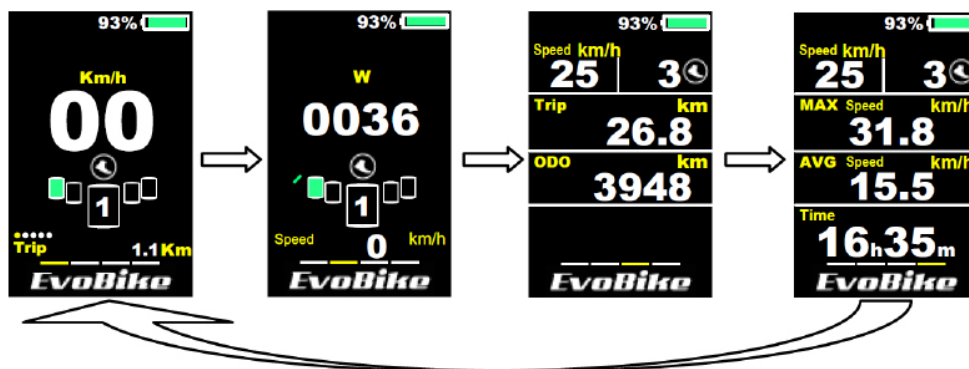 93%
Km/h
00
1
Trip 1.1 Km
EvoBike
93%
W
0036
1
Speed 0 km/h
EvoBike
93%
Speed km/h
25 3
Trip km
26.8
ODO km
3948
EvoBike
93%
Speed km/h
25 3
MAX Speed km/h
31.8
AVG Speed km/h
15.5
Time
16h35m
EvoBike